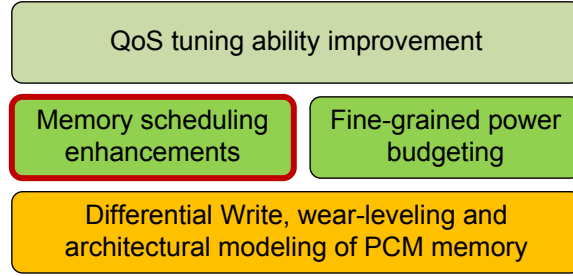 QoS tuning ability improvement
Memory scheduling
enhancements
Fine-grained power
budgeting
Differential Write, wear-leveling and
architectural modeling of PCM memory